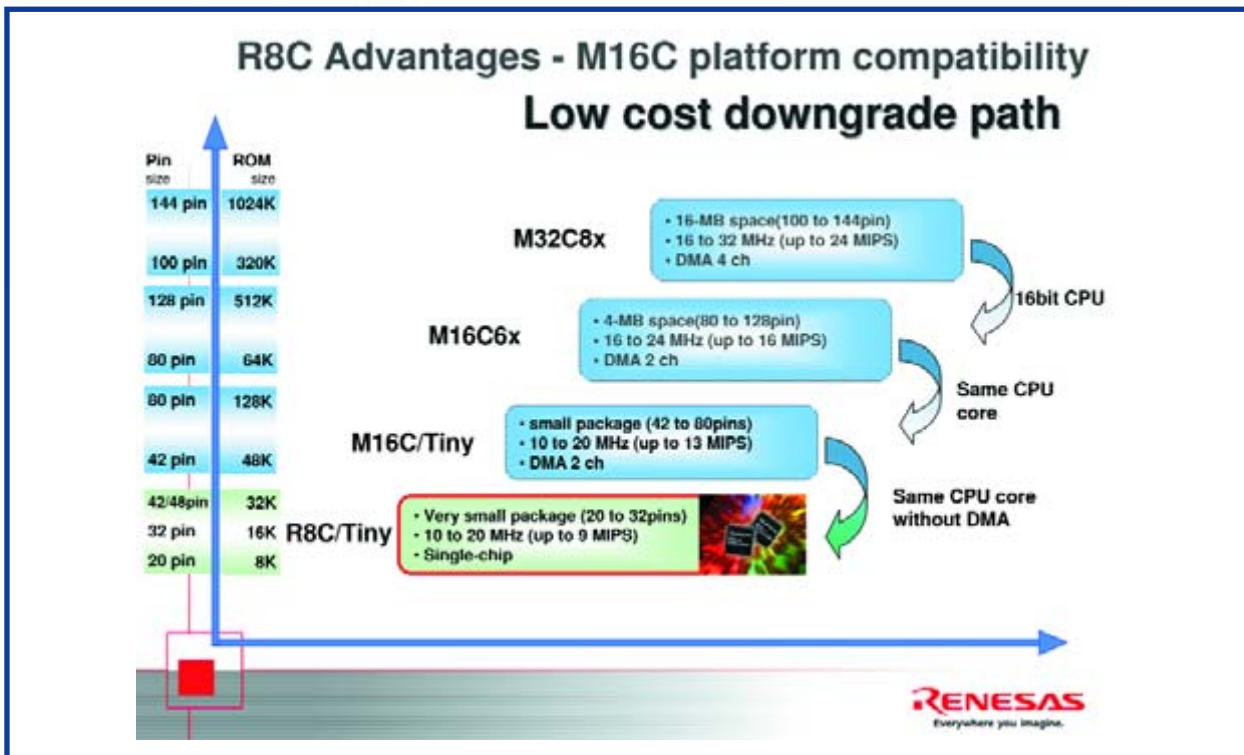 R8C Advantages - M16C platform compatibility
Low cost downgrade path
Pin size
ROM size
144 pin 1024K
100 pin 320K
128 pin 512K
80 pin 64K
80 pin 128K
42 pin 48K
42/48pin 32K
32 pin 16K
20 pin 8K
M32C8x
• 16-MB space(100 to 144pin)
• 16 to 32 MHz (up to 24 MIPS)
• DMA 4 ch
16bit CPU
M16C6x
• 4-MB space(80 to 128pin)
• 16 to 24 MHz (up to 16 MIPS)
• DMA 2 ch
Same CPU
core
M16C/Tiny
• small package (42 to 80pins)
• 10 to 20 MHz (up to 13 MIPS)
• DMA 2 ch
Same CPU core
without DMA
R8C/Tiny
• Very small package (20 to 32pins)
• 10 to 20 MHz (up to 9 MIPS)
• Single-chip
RENESAS
Everywhere you imagine.